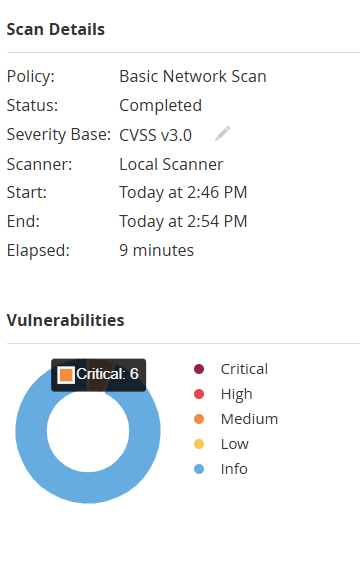 Scan Details
Policy: Basic Network Scan
Status: Completed
Severity Base: CVSS v3.0
Scanner: Local Scanner
Start: Today at 2:46 PM
End: Today at 2:54 PM
Elapsed: 9 minutes
Vulnerabilities
Critical: 6
Critical
High
Medium
Low
Info